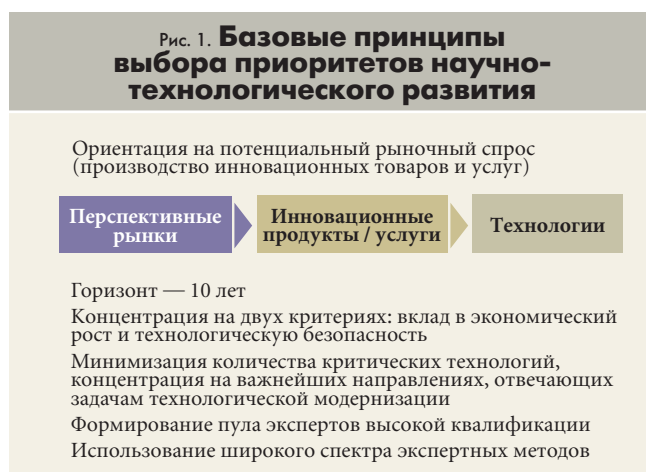 Рис. 1. Базовые принципы
выбора приоритетов научно-
технологического развития
Ориентация на потенциальный рыночный спрос
(производство инновационных товаров и услуг)
Перспективные
рынки
Инновационные
продукты / услуги
Технологии
Горизонт — 10 лет
Концентрация на двух критериях: вклад в экономический
рост и технологическую безопасность
Минимизация количества критических технологий,
концентрация на важнейших направлениях, отвечающих
задачам технологической модернизации
Формирование пула экспертов высокой квалификации
Использование широкого спектра экспертных методов